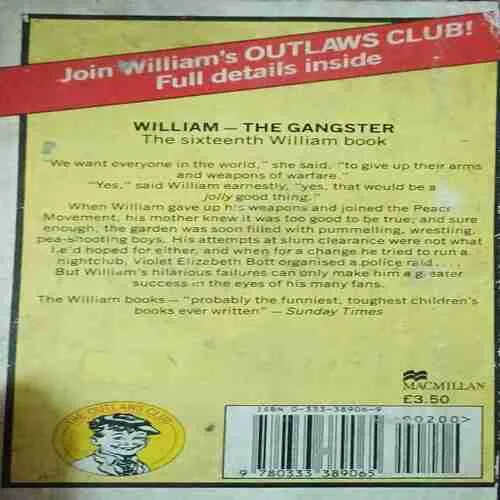 Join William's OUTLAWS CLUB!
Full details inside
WILLIAM — THE GANGSTER
The sixteenth William book
"We want everyone in the world," she said, "to give up their arms
and weapons of warfare."
"Yes," said William earnestly, "yes, that would be a
jolly good thing."
When William gave up his weapons and joined the Peace
Movement, his mother knew it was too good to be true; and sure
enough, the garden was soon filled with pummelling, wrestling,
pea-shooting boys. His attempts at slum clearance were not what
he'd hoped for either, and when for a change he tried to run a
nightclub, Violet Elizabeth Bott organised a police raid....
But William's hilarious failures can only make him a greater
success in the eyes of his many fans.
The William books — "probably the funniest, toughest children's
books ever written" — Sunday Times
MACMILLAN
£3.50
THE OUTLAWS CLUB
ISBN 0-333-38906-9
00200>
9 780333 389065